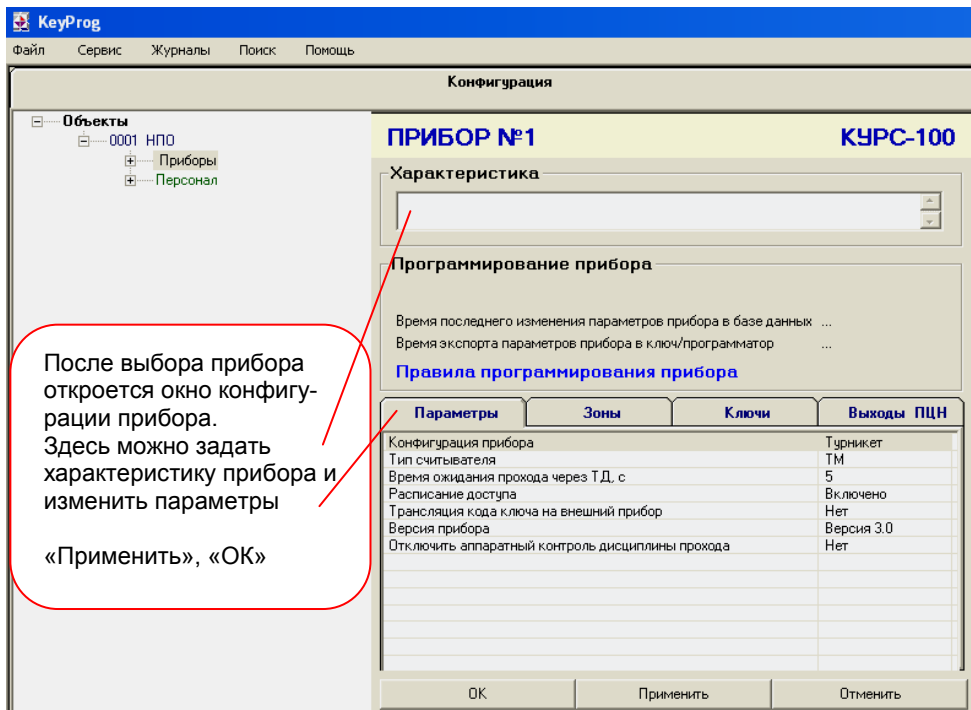 KeyProg
Файл Сервис Журналы Поиск Помощь
Конфигурация
Объекты
0001 НПО
Приборы
Персонал
ПРИБОР №1 КУРС-100
Характеристика
Программирование прибора
Время последнего изменения параметров прибора в базе данных ...
Время экспорта параметров прибора в ключ/программатор ...
Правила программирования прибора
После выбора прибора
откроется окно конфигу-
рации прибора.
Здесь можно задать
характеристику прибора и
изменить параметры
«Применить», «ОК»
Параметры Зоны Ключи Выходы ПЦН
Конфигурация прибора Турникет
Тип считывателя ТМ
Время ожидания прохода через ТД, с 5
Расписание доступа Включено
Трансляция кода ключа на внешний прибор Нет
Версия прибора Версия 3.0
Отключить аппаратный контроль дисциплины прохода Нет
ОК Применить Отменить